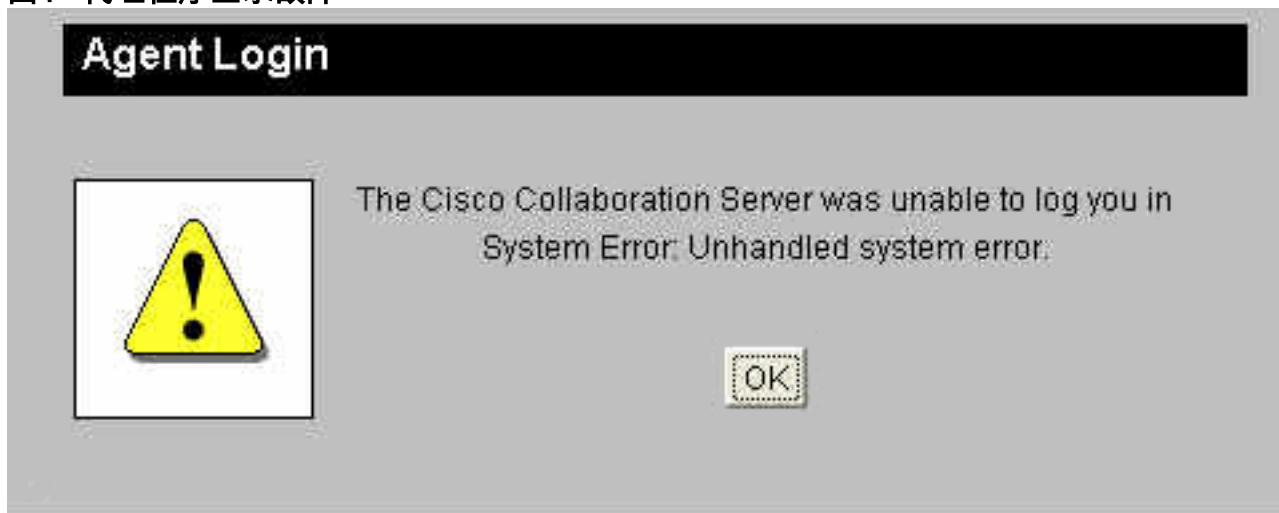 Agent Login
The Cisco Collaboration Server was unable to log you in
System Error: Unhandled system error.
OK